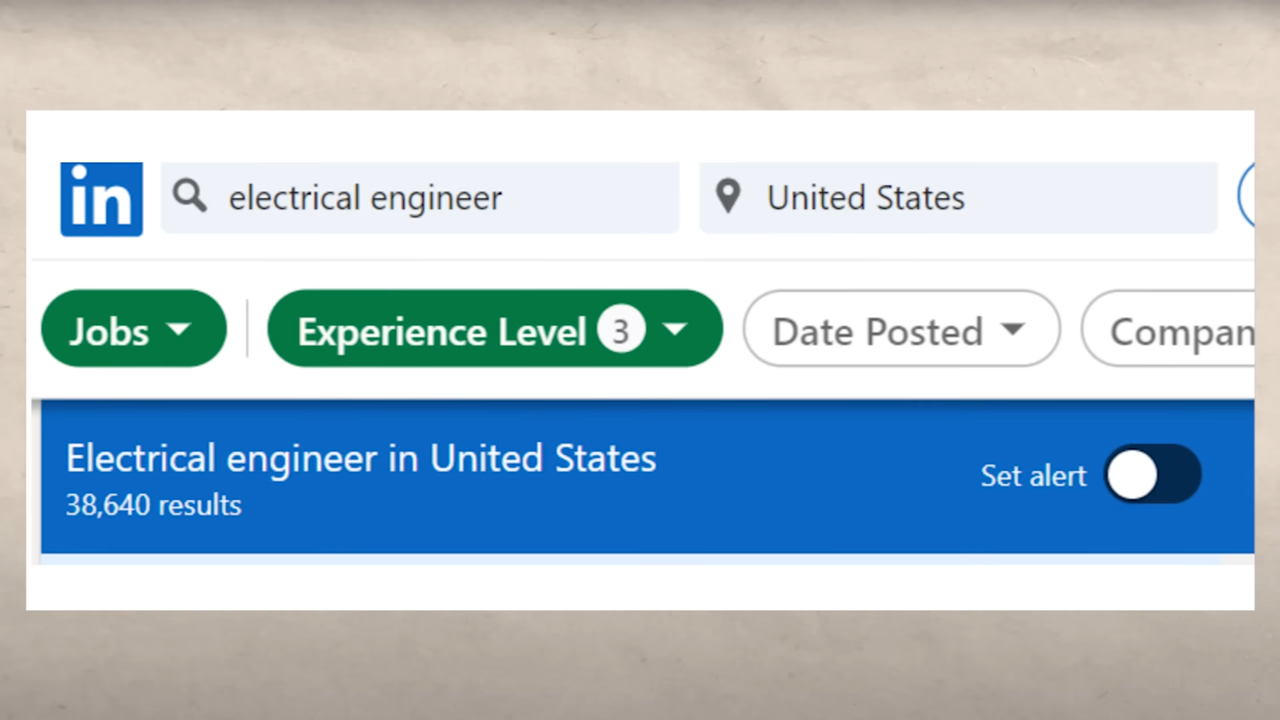 in electrical engineer United States
Jobs Experience Level 3 Date Posted
Electrical engineer in United States
Set alert
38,640 results